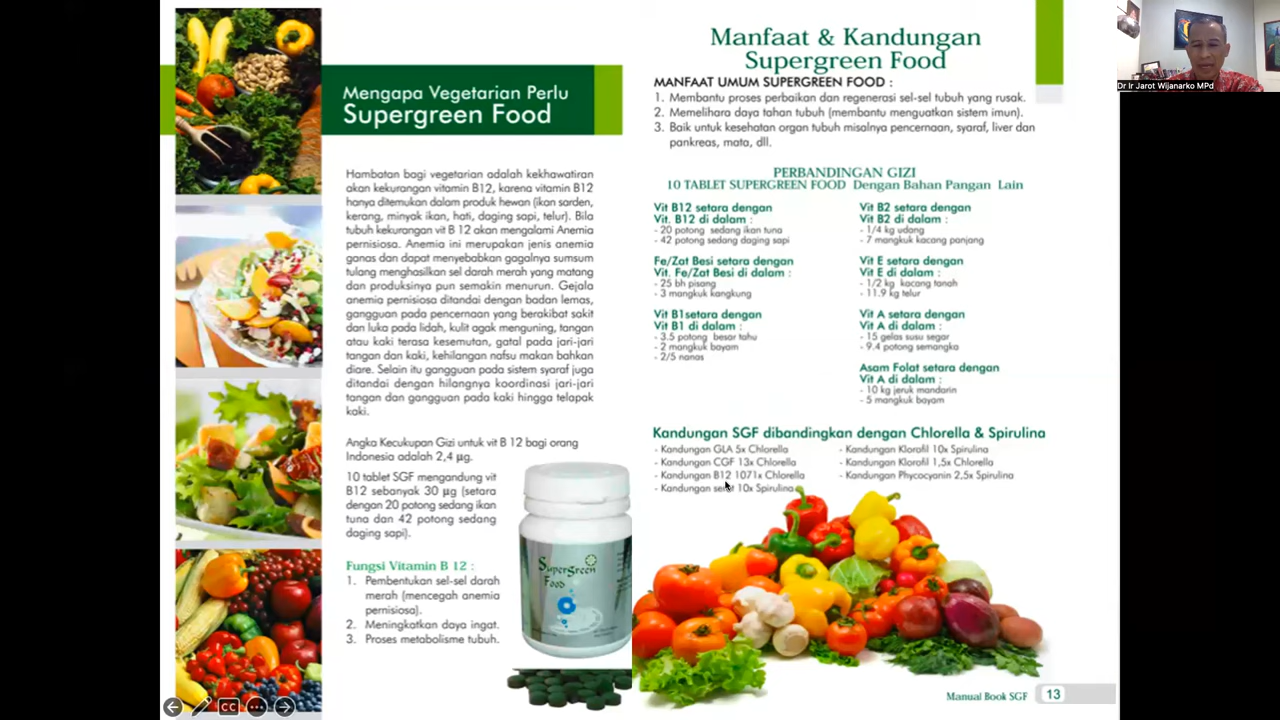 Mengapa Vegetarian Perlu
Supergreen Food
Hambatan bagi vegetarian adalah kekhawatiran
akan kekurangan vitamin B12, karena vitamin B12
hanya ditemukan dalam produk hewan (ikan sarden,
kerang, minyak ikan, hati, daging sapi, telur). Bila
tubuh kekurangan vit B 12 akan mengalami Anemia
pernisiosa. Anemia ini merupakan jenis anemia
ganas dan dapat menyebabkan gagalnya sumsum
tulang menghasilkan sel darah merah yang matang
dan produksinya pun semakin menurun. Gejala
anemia pernisiosa ditandai dengan badan lemas,
gangguan pada pencernaan yang berakibat sakit
dan luka pada lidah, kulit agak menguning, tangan
atau kaki terasa kesemutan, gatal pada jari-jari
tangan dan kaki, kehilangan nafsu makan bahkan
diare. Selain itu gangguan pada sistem syaraf juga
ditandai dengan hilangnya koordinasi jari-jari
tangan dan gangguan pada kaki hingga telapak
kaki.
Angka Kecukupan Gizi untuk vit B 12 bagi orang
Indonesia adalah 2,4 µg.
10 tablet SGF mengandung vit
B12 sebanyak 30 µg (setara
dengan 20 potong sedang ikan
tuna dan 42 potong sedang
daging sapi).
Fungsi Vitamin B 12 :
1. Pembentukan sel-sel darah
merah (mencegah anemia
pernisiosa).
2. Meningkatkan daya ingat.
3. Proses metabolisme tubuh.
SuperGreen
Food
Manfaat & Kandungan
Supergreen Food
MANFAAT UMUM SUPERGREEN FOOD :
1. Membantu proses perbaikan dan regenerasi sel-sel tubuh yang rusak.
2. Memelihara daya tahan tubuh (membantu menguatkan sistem imun).
3. Baik untuk kesehatan organ tubuh misalnya pencernaan, syaraf, liver dan
pankreas, mata, dll.
PERBANDINGAN GIZI
10 TABLET SUPERGREEN FOOD Dengan Bahan Pangan Lain
Vit B12 setara dengan
Vit. B12 di dalam :
- 20 potong sedang ikan tuna
- 42 potong sedang daging sapi
Fe/Zat Besi setara dengan
Vit. Fe/Zat Besi di dalam :
- 25 bh pisang
- 3 mangkuk kangkung
Vit B1setara dengan
Vit B1 di dalam :
- 3.5 potong besar tahu
- 2 mangkuk bayam
- 2/5 nanas
Vit B2 setara dengan
Vit B2 di dalam :
- 1/4 kg udang
- 7 mangkuk kacang panjang
Vit E setara dengan
Vit E di dalam :
- 1/2 kg kacang tanah
- 11.9 kg telur
Vit A setara dengan
Vit A di dalam :
- 15 gelas susu segar
- 9.4 potong semangka
Asam Folat setara dengan
Vit A di dalam :
- 10 kg jeruk mandarin
- 5 mangkuk bayam
Kandungan SGF dibandingkan dengan Chlorella & Spirulina
- Kandungan GLA 5x Chlorella
- Kandungan CGF 13x Chlorella
- Kandungan B12 1071x Chlorella
- Kandungan serat 10x Spirulina
- Kandungan Klorofil 10x Spirulina
- Kandungan Klorofil 1,5x Chlorella
- Kandungan Phycocyanin 2,5x Spirulina
Manual Book SGF 13
Dr Ir Jarot Wijanarko MPd
CC